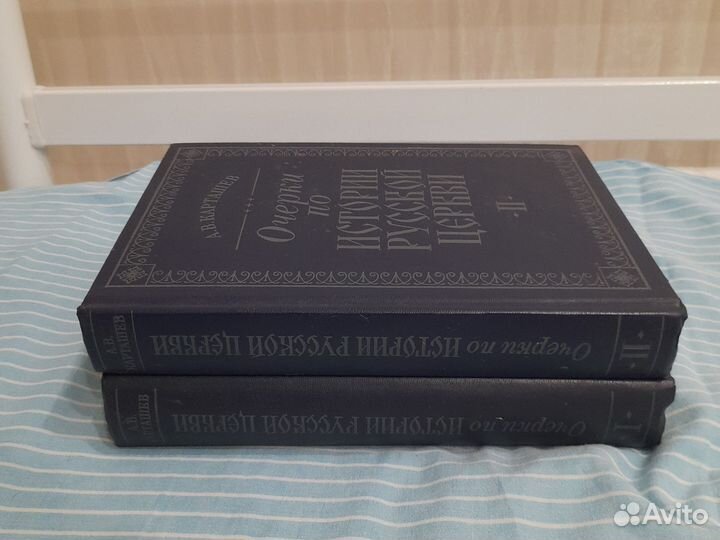 А.В.КАРТАШЕВ
Очерки
по
ИСТОРИИ
РУССКОЙ
ЦЕРКВИ
·II·
А.В.
КАРТАШЕВ
Очерки по ИСТОРИИ РУССКОЙ ЦЕРКВИ
·II·
А.В.
КАРТАШЕВ
Очерки по ИСТОРИИ РУССКОЙ ЦЕРКВИ
·I·
Avito